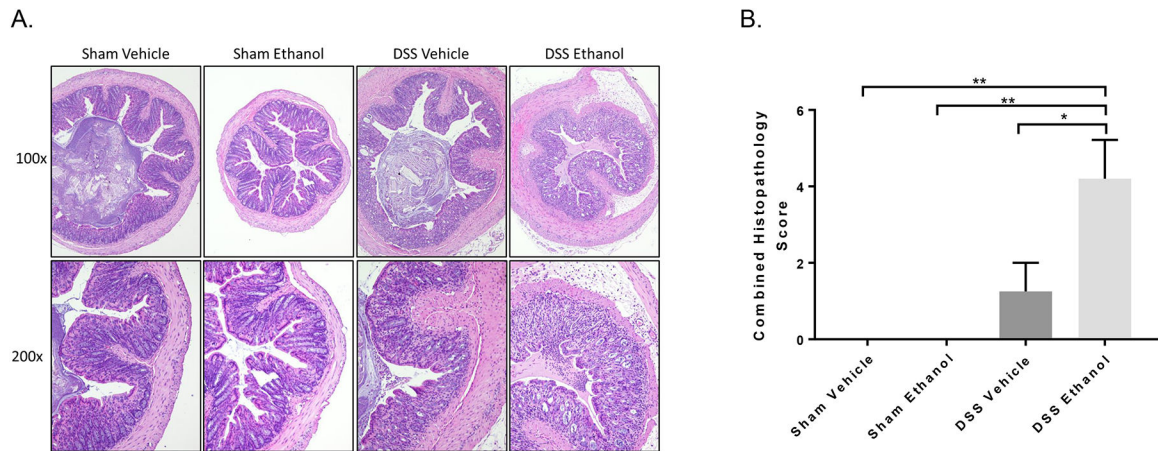 A.
Sham Vehicle
Sham Ethanol
DSS Vehicle
DSS Ethanol
100x
200x
B.
**
**
*
Combined Histopathology
Score
6
4
2
0
Sham Vehicle
Sham Ethanol
DSS Vehicle
DSS Ethanol